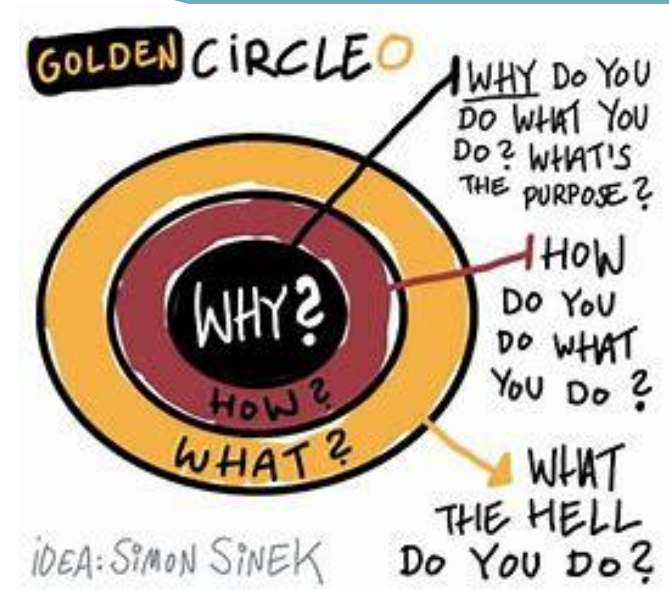 GOLDEN CIRCLE
WHY DO YOU
DO WHAT YOU
DO? WHAT'S
THE PURPOSE?
WHY?
HOW?
WHAT?
HOW
DO YOU
DO WHAT
YOU DO?
WHAT
THE HELL
DO YOU DO?
IDEA: SIMON SINEK